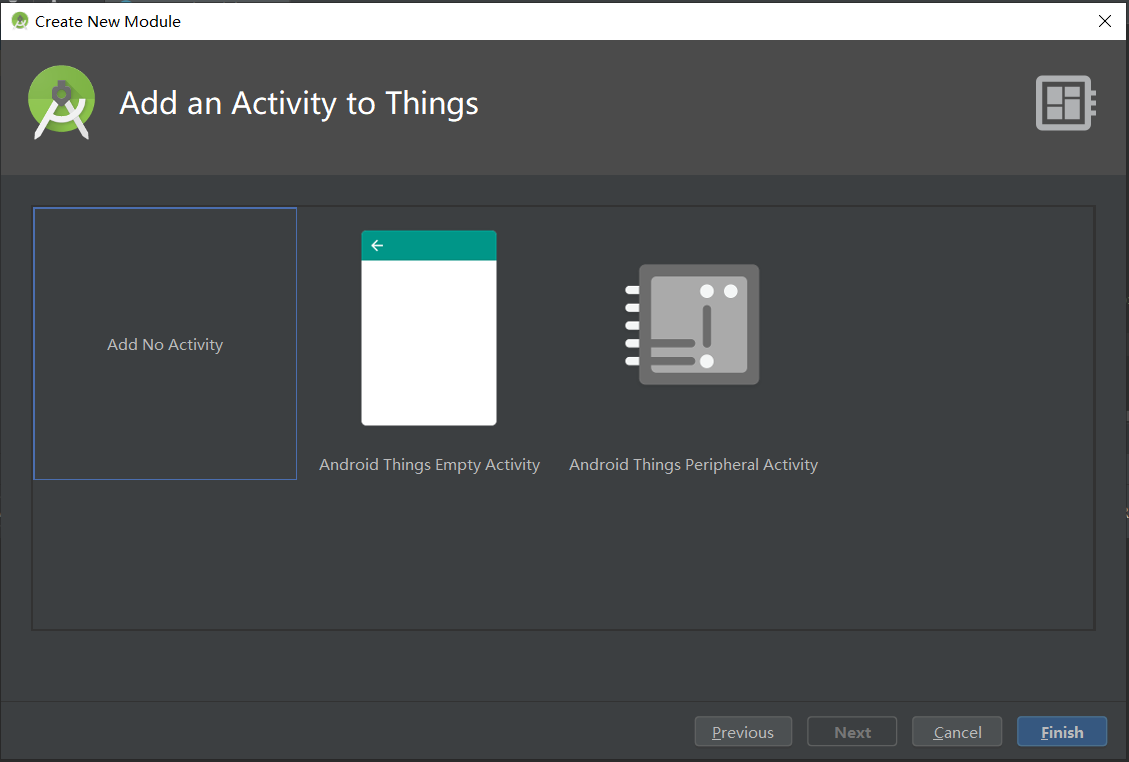 Create New Module
Add an Activity to Things
Add No Activity
Android Things Empty Activity
Android Things Peripheral Activity
Previous
Next
Cancel
Finish